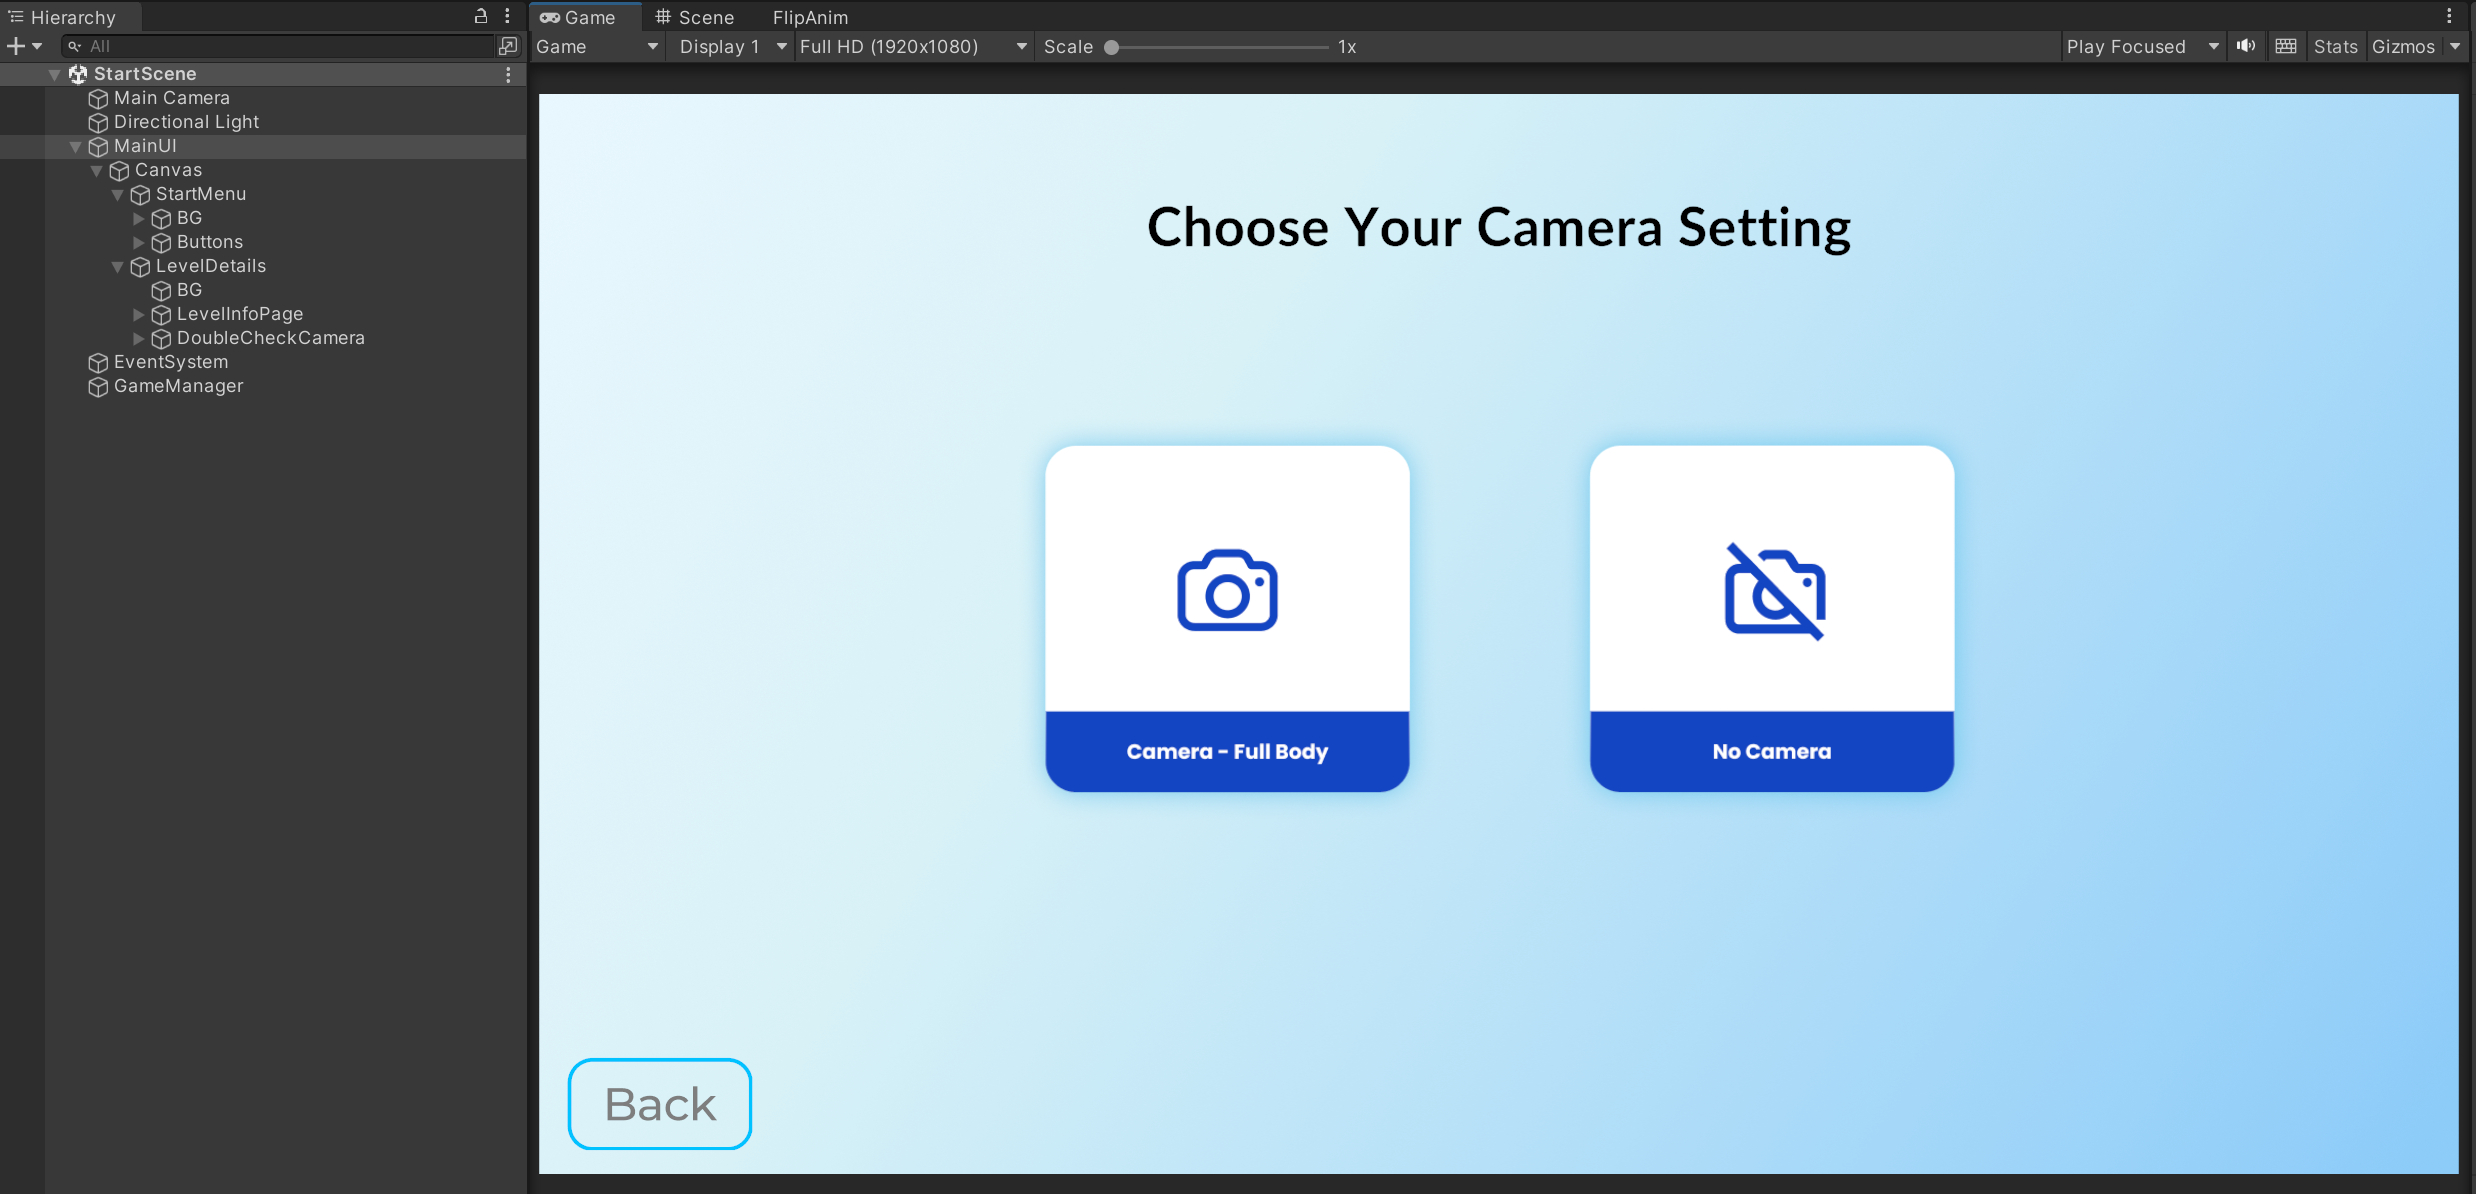 Hierarchy
All
StartScene
Main Camera
Directional Light
MainUI
Canvas
StartMenu
BG
Buttons
LevelDetails
BG
LevelInfoPage
DoubleCheckCamera
EventSystem
GameManager
Game Scene FlipAnim
Game Display 1 Full HD (1920x1080) Scale 1x Play Focused Stats Gizmos
Choose Your Camera Setting
Camera - Full Body
No Camera
Back